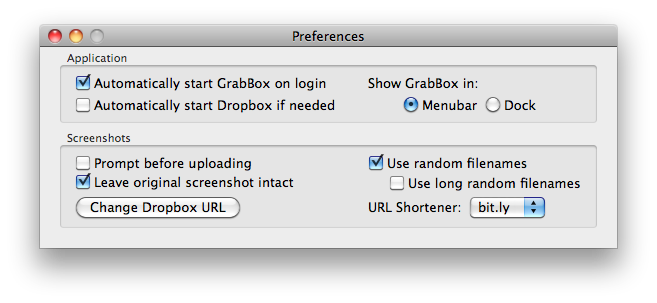 Preferences
Application
Automatically start GrabBox on login
Show GrabBox in:
Automatically start Dropbox if needed
Menubar
Dock
Screenshots
Prompt before uploading
Use random filenames
Leave original screenshot intact
Use long random filenames
Change Dropbox URL
URL Shortener: bit.ly